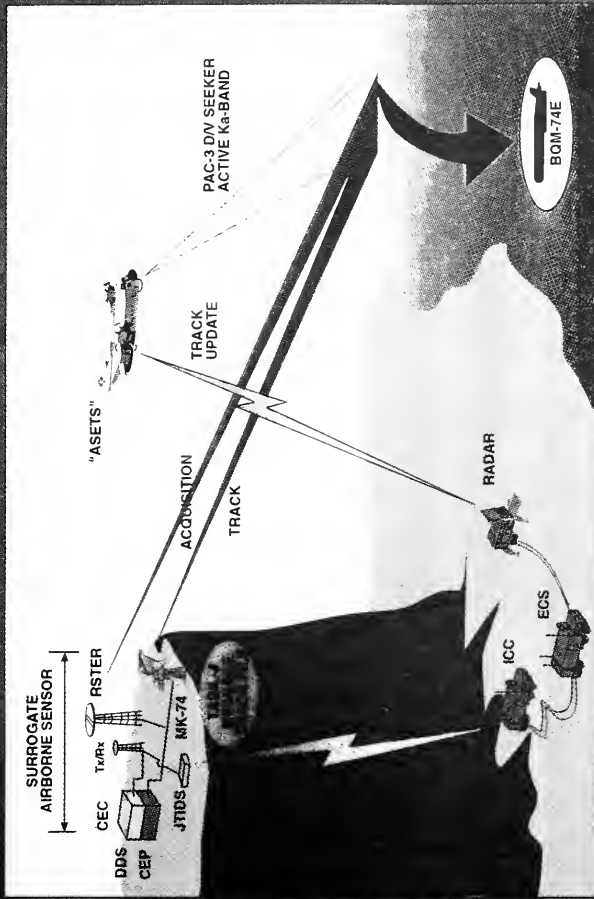 SURROGATE
AIRBORNE SENSOR
CEC
Tx/Rx
RSTER
DDS
CEP
JTIDS
MK-74
"ASETS"
ACQUISITION
TRACK
TRACK
UPDATE
PAC-3 D/V SEEKER
ACTIVE Ka-BAND
ICC
ECS
RADAR
BQM-74E